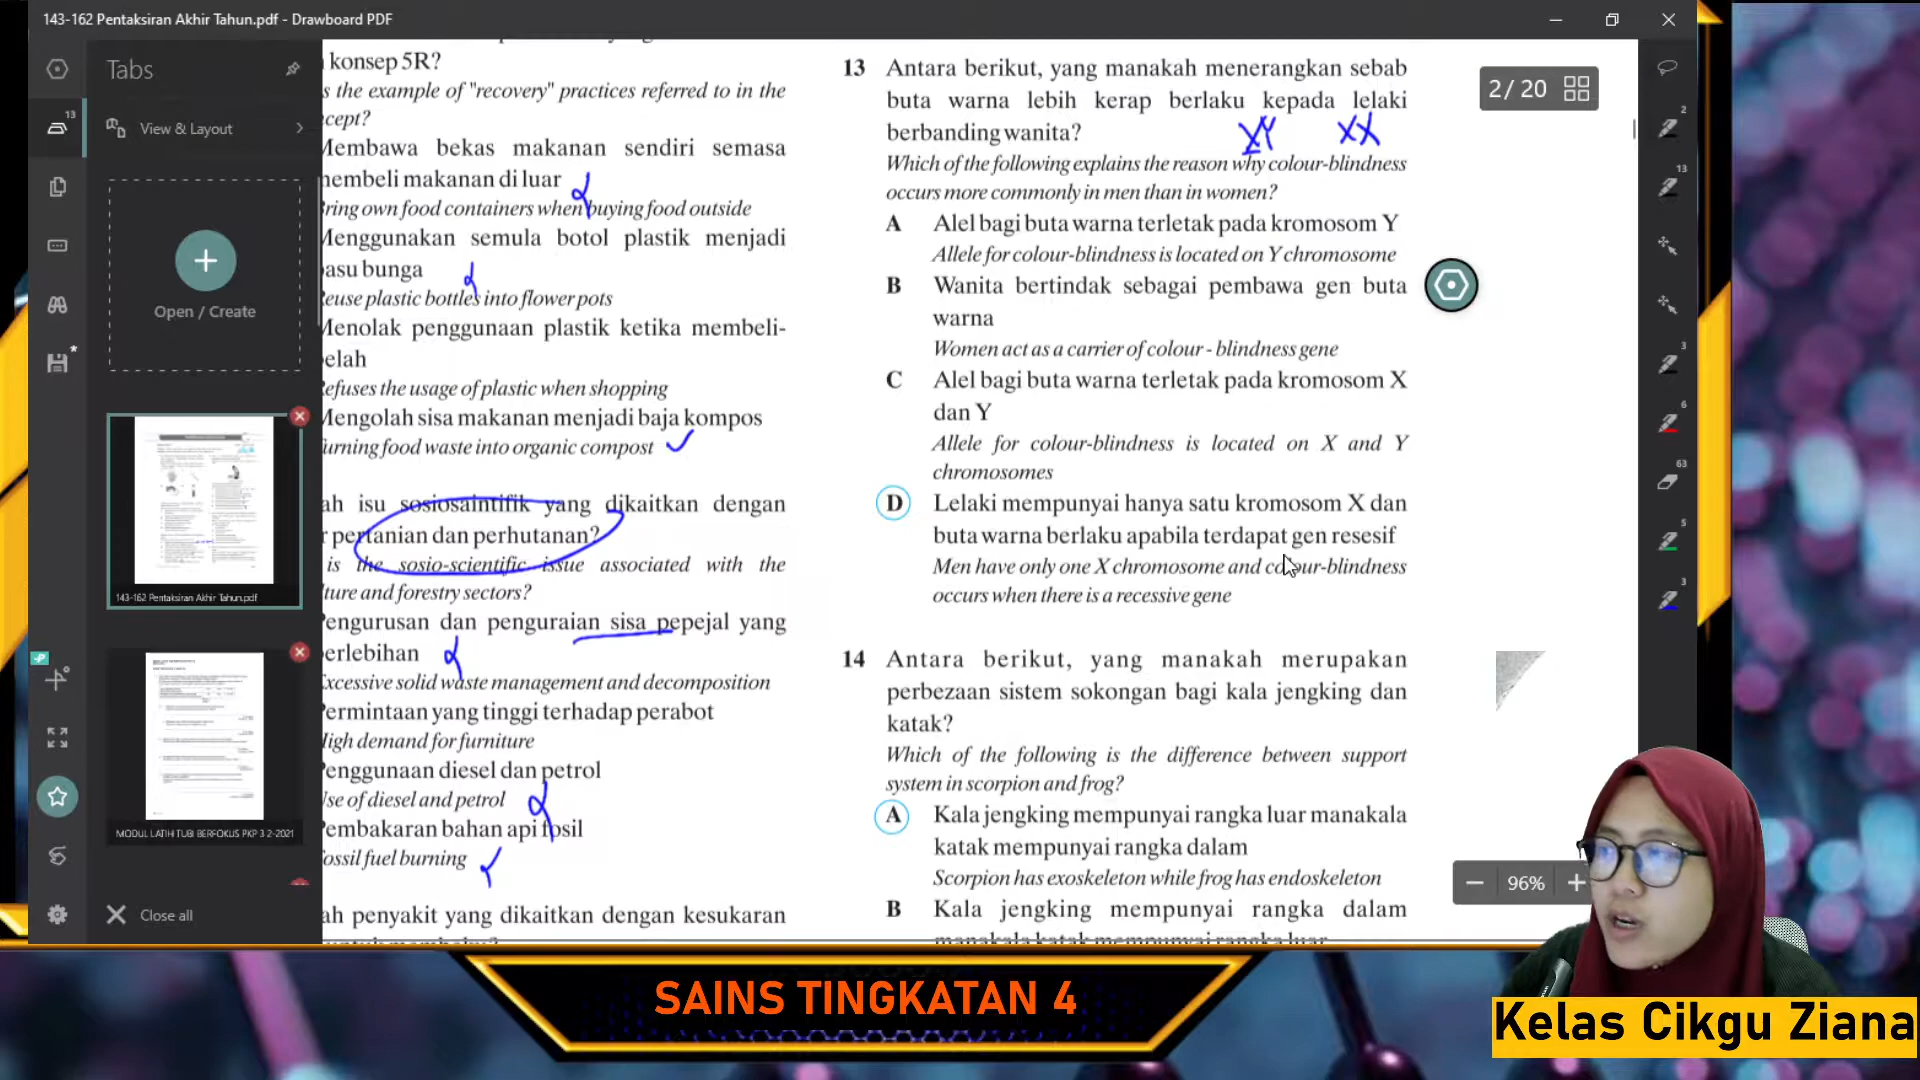 143-162 Pentaksiran Akhir Tahun.pdf - Drawboard PDF
Tabs
13
View & Layout
Open / Create
143-162 Pentaksiran Akhir Tahun.pdf
MODUL LATIH TUBI BERFOKUS PKP 3 2-2021
Close all
konsep 5R?
s the example of "recovery" practices referred to in the
cept?
Membawa bekas makanan sendiri semasa
membeli makanan di luar
Bring own food containers when buying food outside
Menggunakan semula botol plastik menjadi
pasu bunga
Reuse plastic bottles into flower pots
Menolak penggunaan plastik ketika membeli-
belah
Refuses the usage of plastic when shopping
Mengolah sisa makanan menjadi baja kompos
Turning food waste into organic compost
ah isu sosiosaintifik yang dikaitkan dengan
r pertanian dan perhutanan?
is the sosio-scientific issue associated with the
lture and forestry sectors?
Pengurusan dan penguraian sisa pepejal yang
berlebihan
Excessive solid waste management and decomposition
Permintaan yang tinggi terhadap perabot
High demand for furniture
Penggunaan diesel dan petrol
Use of diesel and petrol
Pembakaran bahan api fosil
Fossil fuel burning
ah penyakit yang dikaitkan dengan kesukaran
13 Antara berikut, yang manakah menerangkan sebab
buta warna lebih kerap berlaku kepada lelaki
berbanding wanita?
XY XX
Which of the following explains the reason why colour-blindness
occurs more commonly in men than in women?
A Alel bagi buta warna terletak pada kromosom Y
Allele for colour-blindness is located on Y chromosome
B Wanita bertindak sebagai pembawa gen buta
warna
Women act as a carrier of colour - blindness gene
C Alel bagi buta warna terletak pada kromosom X
dan Y
Allele for colour-blindness is located on X and Y
chromosomes
D Lelaki mempunyai hanya satu kromosom X dan
buta warna berlaku apabila terdapat gen resesif
Men have only one X chromosome and colour-blindness
occurs when there is a recessive gene
14 Antara berikut, yang manakah merupakan
perbezaan sistem sokongan bagi kala jengking dan
katak?
Which of the following is the difference between support
system in scorpion and frog?
A Kala jengking mempunyai rangka luar manakala
katak mempunyai rangka dalam
Scorpion has exoskeleton while frog has endoskeleton
B Kala jengking mempunyai rangka dalam
manakala katak mempunyai rangka luar
2 / 20
2
13
3
6
63
5
3
96%
SAINS TINGKATAN 4
Kelas Cikgu Ziana